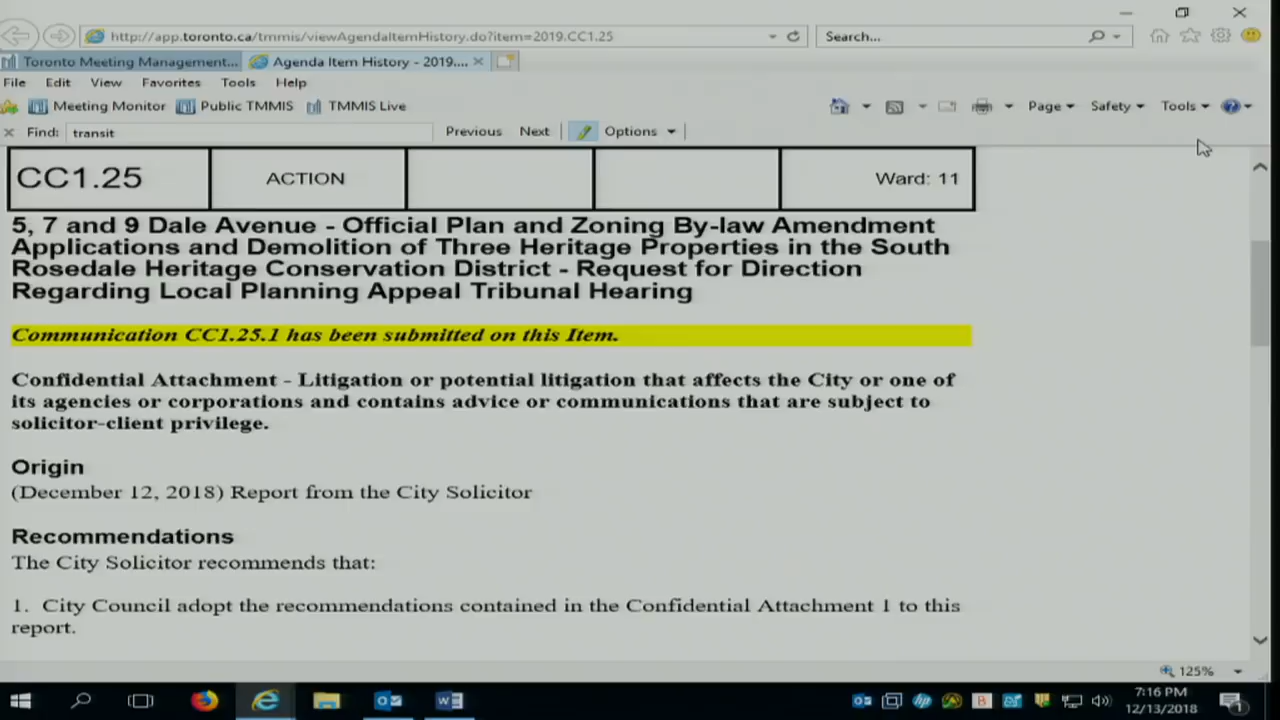 http://app.toronto.ca/tmmis/viewAgendaItemHistory.do?item=2019.CC1.25
Search...
Toronto Meeting Management...
Agenda Item History - 2019....
File Edit View Favorites Tools Help
Meeting Monitor Public TMMIS TMMIS Live
Page Safety Tools
Find: transit Previous Next Options
CC1.25 ACTION Ward: 11
5, 7 and 9 Dale Avenue - Official Plan and Zoning By-law Amendment
Applications and Demolition of Three Heritage Properties in the South
Rosedale Heritage Conservation District - Request for Direction
Regarding Local Planning Appeal Tribunal Hearing
Communication CC1.25.1 has been submitted on this Item.
Confidential Attachment - Litigation or potential litigation that affects the City or one of
its agencies or corporations and contains advice or communications that are subject to
solicitor-client privilege.
Origin
(December 12, 2018) Report from the City Solicitor
Recommendations
The City Solicitor recommends that:
1. City Council adopt the recommendations contained in the Confidential Attachment 1 to this
report.
125%
7:16 PM
12/13/2018